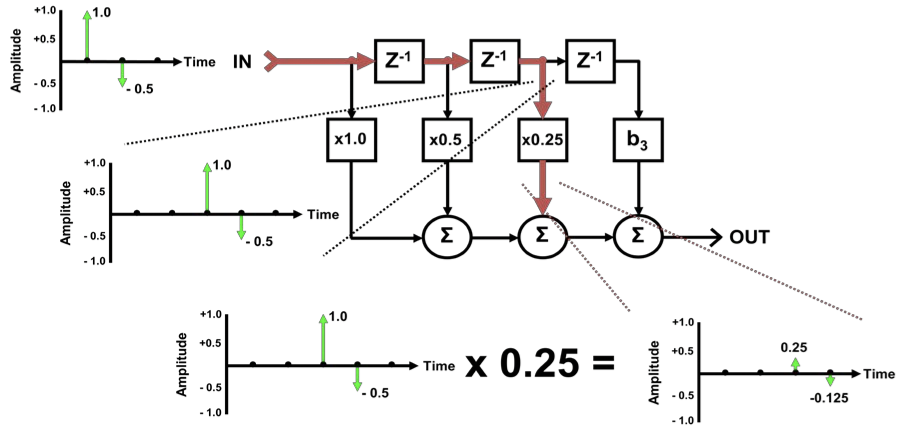 +1.0
1.0
+0.5
Amplitude
Time
- 0.5
- 0.5
- 1.0
IN
Z⁻¹
Z⁻¹
Z⁻¹
x1.0
x0.5
x0.25
b₃
Σ
Σ
Σ
OUT
+1.0
1.0
+0.5
Amplitude
Time
- 0.5
- 0.5
- 1.0
+1.0
1.0
+0.5
Amplitude
Time
- 0.5
- 0.5
- 1.0
x 0.25 =
+1.0
+0.5
0.25
Amplitude
Time
- 0.5
-0.125
- 1.0